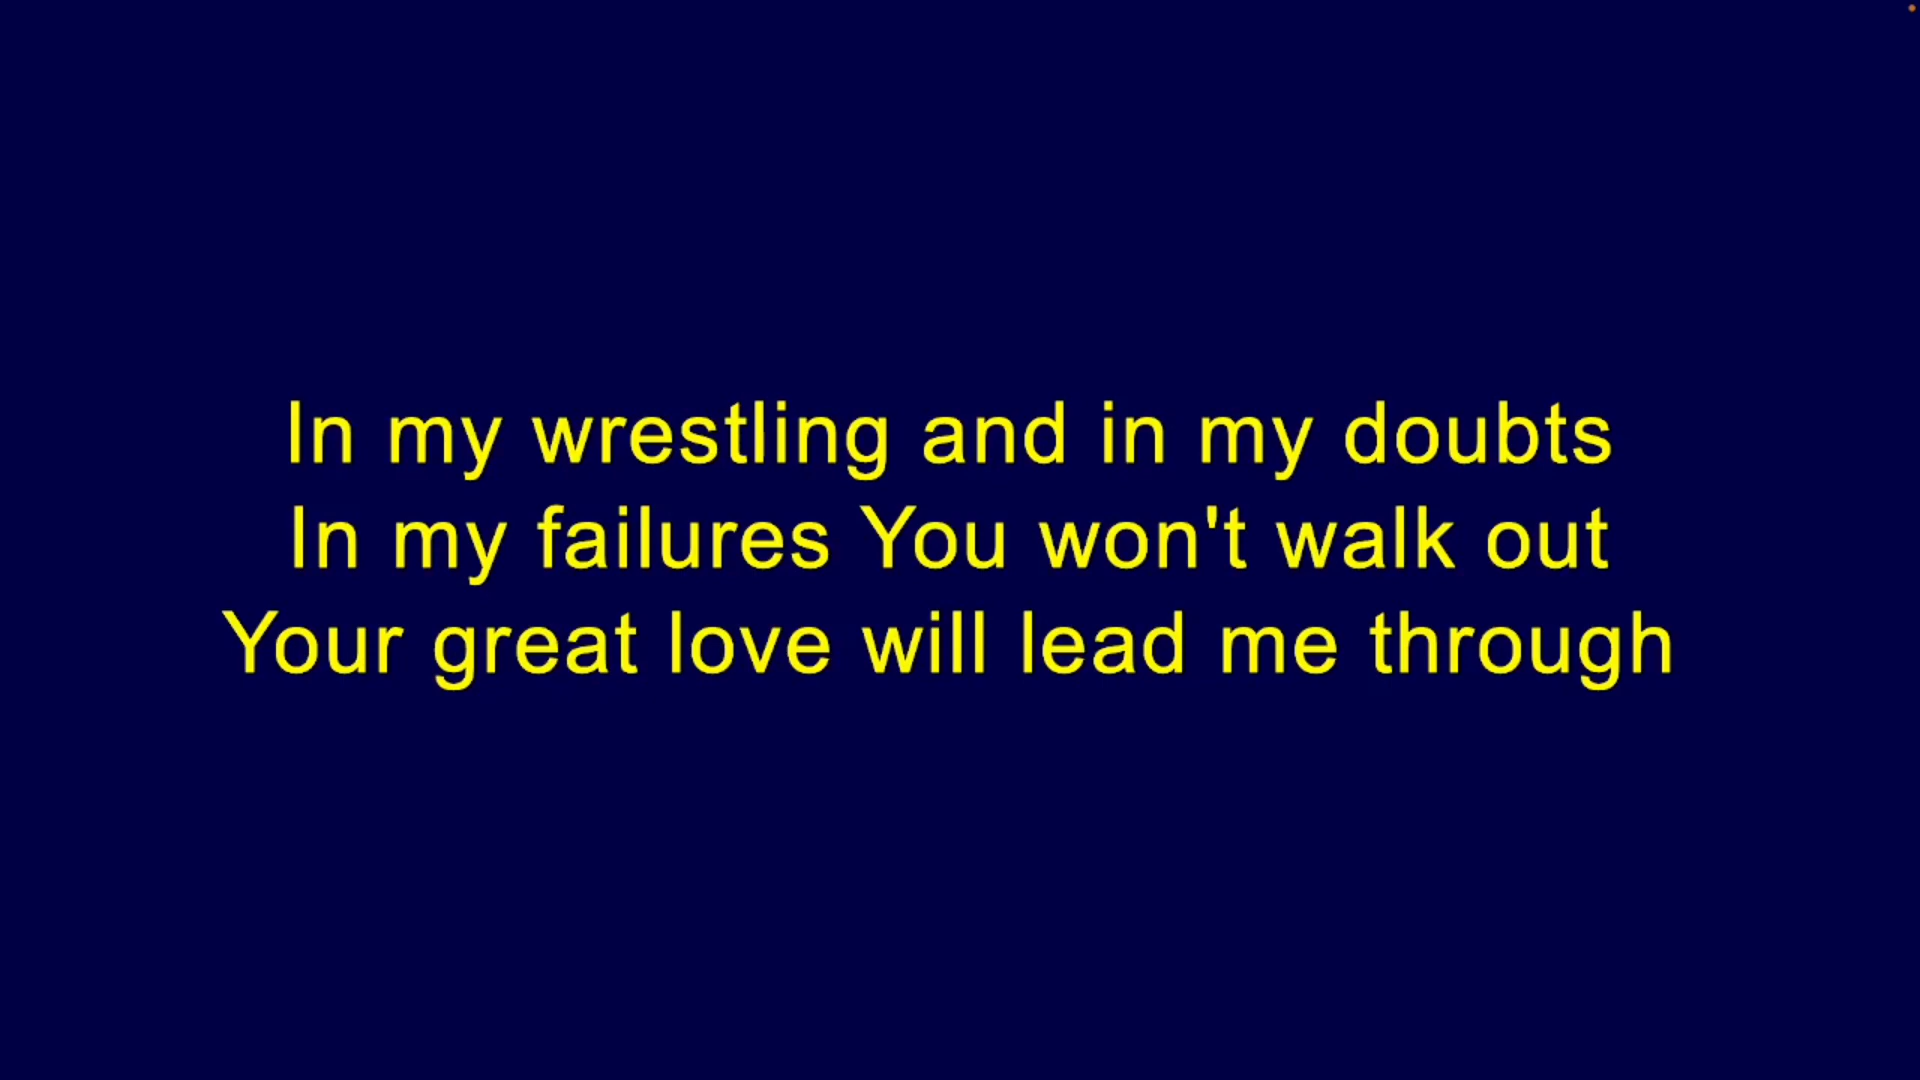 In my wrestling and in my doubts
In my failures You won't walk out
Your great love will lead me through